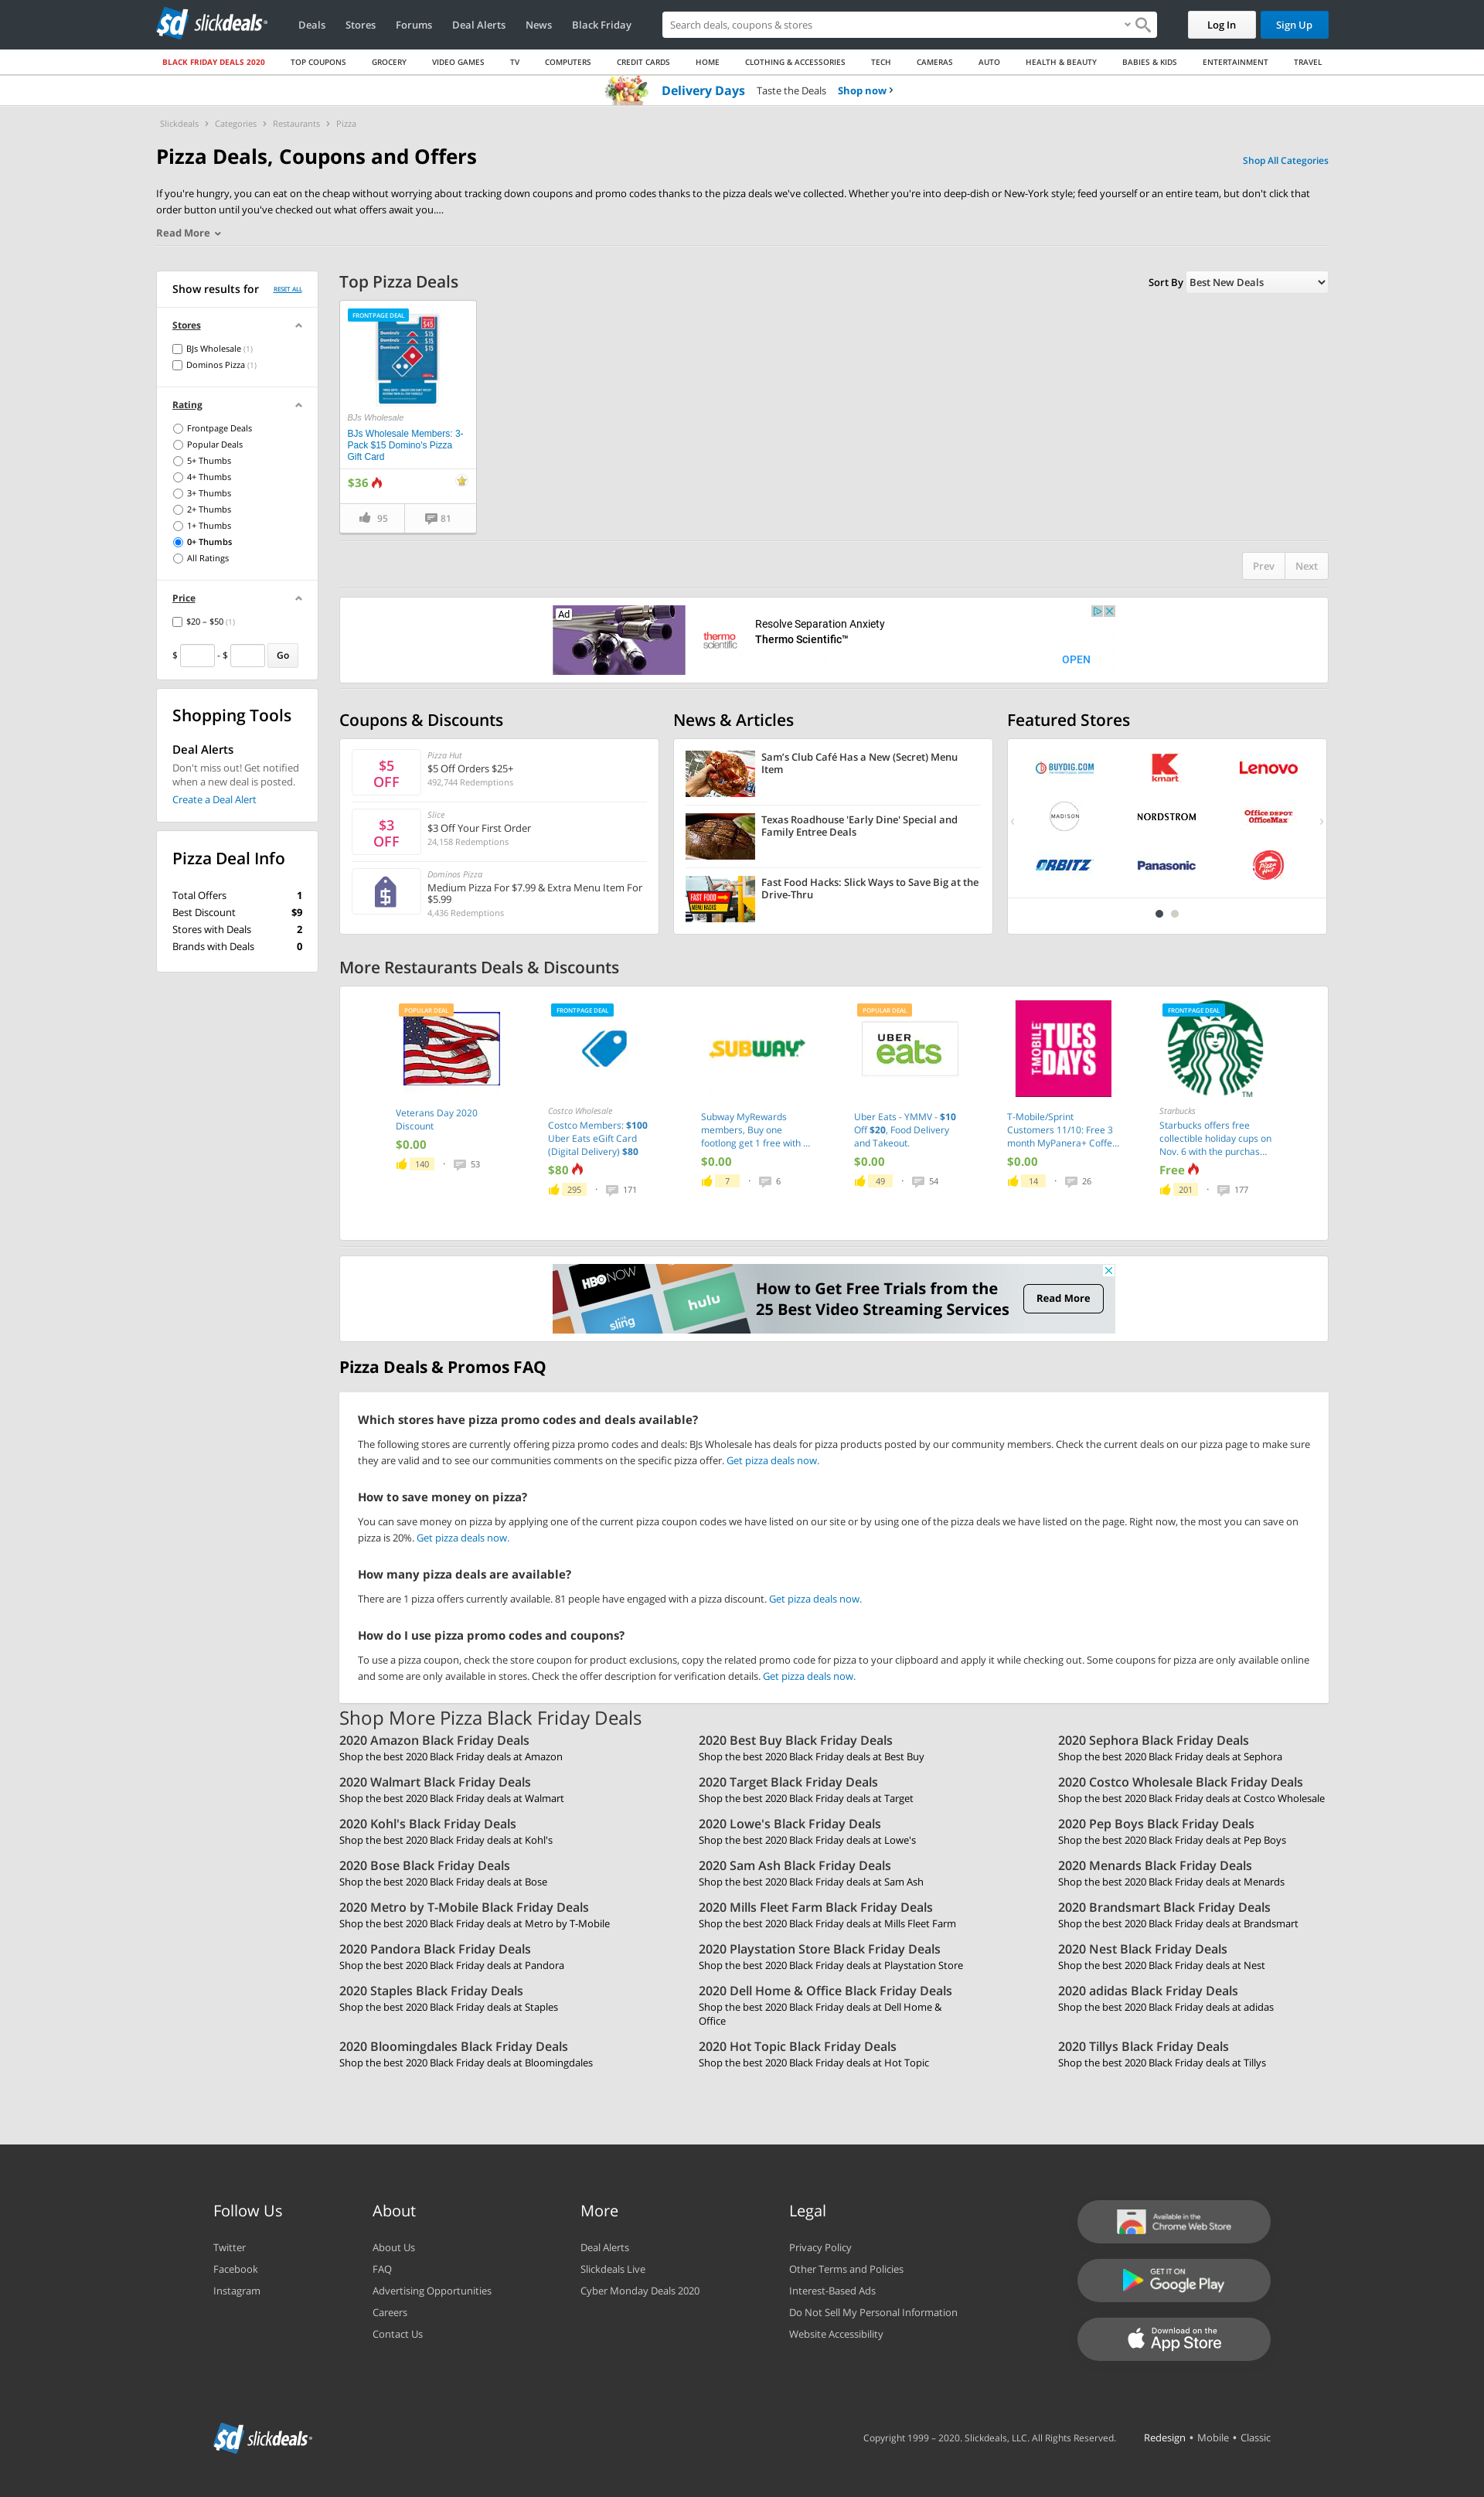 sd slickdeals
Deals Stores Forums Deal Alerts News Black Friday
Search deals, coupons & stores
Log In Sign Up
BLACK FRIDAY DEALS 2020 TOP COUPONS GROCERY VIDEO GAMES TV COMPUTERS CREDIT CARDS HOME CLOTHING & ACCESSORIES TECH CAMERAS AUTO HEALTH & BEAUTY BABIES & KIDS ENTERTAINMENT TRAVEL
Delivery Days Taste the Deals Shop now ›
Slickdeals › Categories › Restaurants › Pizza
Pizza Deals, Coupons and Offers
Shop All Categories
If you're hungry, you can eat on the cheap without worrying about tracking down coupons and promo codes thanks to the pizza deals we've collected. Whether you're into deep-dish or New-York style; feed yourself or an entire team, but don't click that
order button until you've checked out what offers await you....
Read More
Show results for RESET ALL
Stores
BJs Wholesale (1)
Dominos Pizza (1)
Rating
Frontpage Deals
Popular Deals
5+ Thumbs
4+ Thumbs
3+ Thumbs
2+ Thumbs
1+ Thumbs
0+ Thumbs
All Ratings
Price
$20 – $50 (1)
$ - $ Go
Shopping Tools
Deal Alerts
Don't miss out! Get notified
when a new deal is posted.
Create a Deal Alert
Pizza Deal Info
Total Offers 1
Best Discount $9
Stores with Deals 2
Brands with Deals 0
Top Pizza Deals
Sort By Best New Deals
FRONTPAGE DEAL
$45
Domino's $15
Domino's $15
Domino's $15
BJs Wholesale
BJs Wholesale Members: 3-
Pack $15 Domino's Pizza
Gift Card
$36
95 81
Prev Next
Ad
thermo
scientific
Resolve Separation Anxiety
Thermo Scientific™
OPEN
Coupons & Discounts
$5
OFF
Pizza Hut
$5 Off Orders $25+
492,744 Redemptions
$3
OFF
Slice
$3 Off Your First Order
24,158 Redemptions
Dominos Pizza
Medium Pizza For $7.99 & Extra Menu Item For
$5.99
4,436 Redemptions
News & Articles
Sam's Club Café Has a New (Secret) Menu
Item
Texas Roadhouse 'Early Dine' Special and
Family Entree Deals
FAST FOOD
MENU HACKS
Fast Food Hacks: Slick Ways to Save Big at the
Drive-Thru
Featured Stores
BUYDIG.COM
K
kmart
Lenovo
MADISON
NORDSTROM
Office DEPOT
OfficeMax
ORBITZ
Panasonic
Pizza Hut
More Restaurants Deals & Discounts
POPULAR DEAL
Veterans Day 2020
Discount
$0.00
140 · 53
FRONTPAGE DEAL
Costco Wholesale
Costco Members: $100
Uber Eats eGift Card
(Digital Delivery) $80
$80
295 · 171
SUBWAY
Subway MyRewards
members, Buy one
footlong get 1 free with ...
$0.00
7 · 6
POPULAR DEAL
UBER
eats
Uber Eats - YMMV - $10
Off $20, Food Delivery
and Takeout.
$0.00
49 · 54
T-MOBILE
TUES
DAYS
T-Mobile/Sprint
Customers 11/10: Free 3
month MyPanera+ Coffe...
$0.00
14 · 26
FRONTPAGE DEAL
TM
Starbucks
Starbucks offers free
collectible holiday cups on
Nov. 6 with the purchas...
Free
201 · 177
HBO NOW
hulu
sling
How to Get Free Trials from the
25 Best Video Streaming Services
Read More
Pizza Deals & Promos FAQ
Which stores have pizza promo codes and deals available?
The following stores are currently offering pizza promo codes and deals: BJs Wholesale has deals for pizza products posted by our community members. Check the current deals on our pizza page to make sure
they are valid and to see our communities comments on the specific pizza offer. Get pizza deals now.
How to save money on pizza?
You can save money on pizza by applying one of the current pizza coupon codes we have listed on our site or by using one of the pizza deals we have listed on the page. Right now, the most you can save on
pizza is 20%. Get pizza deals now.
How many pizza deals are available?
There are 1 pizza offers currently available. 81 people have engaged with a pizza discount. Get pizza deals now.
How do I use pizza promo codes and coupons?
To use a pizza coupon, check the store coupon for product exclusions, copy the related promo code for pizza to your clipboard and apply it while checking out. Some coupons for pizza are only available online
and some are only available in stores. Check the offer description for verification details. Get pizza deals now.
Shop More Pizza Black Friday Deals
2020 Amazon Black Friday Deals 2020 Best Buy Black Friday Deals 2020 Sephora Black Friday Deals
Shop the best 2020 Black Friday deals at Amazon Shop the best 2020 Black Friday deals at Best Buy Shop the best 2020 Black Friday deals at Sephora
2020 Walmart Black Friday Deals 2020 Target Black Friday Deals 2020 Costco Wholesale Black Friday Deals
Shop the best 2020 Black Friday deals at Walmart Shop the best 2020 Black Friday deals at Target Shop the best 2020 Black Friday deals at Costco Wholesale
2020 Kohl's Black Friday Deals 2020 Lowe's Black Friday Deals 2020 Pep Boys Black Friday Deals
Shop the best 2020 Black Friday deals at Kohl's Shop the best 2020 Black Friday deals at Lowe's Shop the best 2020 Black Friday deals at Pep Boys
2020 Bose Black Friday Deals 2020 Sam Ash Black Friday Deals 2020 Menards Black Friday Deals
Shop the best 2020 Black Friday deals at Bose Shop the best 2020 Black Friday deals at Sam Ash Shop the best 2020 Black Friday deals at Menards
2020 Metro by T-Mobile Black Friday Deals 2020 Mills Fleet Farm Black Friday Deals 2020 Brandsmart Black Friday Deals
Shop the best 2020 Black Friday deals at Metro by T-Mobile Shop the best 2020 Black Friday deals at Mills Fleet Farm Shop the best 2020 Black Friday deals at Brandsmart
2020 Pandora Black Friday Deals 2020 Playstation Store Black Friday Deals 2020 Nest Black Friday Deals
Shop the best 2020 Black Friday deals at Pandora Shop the best 2020 Black Friday deals at Playstation Store Shop the best 2020 Black Friday deals at Nest
2020 Staples Black Friday Deals 2020 Dell Home & Office Black Friday Deals 2020 adidas Black Friday Deals
Shop the best 2020 Black Friday deals at Staples Shop the best 2020 Black Friday deals at Dell Home & Shop the best 2020 Black Friday deals at adidas
Office
2020 Bloomingdales Black Friday Deals 2020 Hot Topic Black Friday Deals 2020 Tillys Black Friday Deals
Shop the best 2020 Black Friday deals at Bloomingdales Shop the best 2020 Black Friday deals at Hot Topic Shop the best 2020 Black Friday deals at Tillys
Follow Us
Twitter
Facebook
Instagram
About
About Us
FAQ
Advertising Opportunities
Careers
Contact Us
More
Deal Alerts
Slickdeals Live
Cyber Monday Deals 2020
Legal
Privacy Policy
Other Terms and Policies
Interest-Based Ads
Do Not Sell My Personal Information
Website Accessibility
Available in the
Chrome Web Store
GET IT ON
Google Play
Download on the
App Store
sd slickdeals
Copyright 1999 – 2020. Slickdeals, LLC. All Rights Reserved. Redesign • Mobile • Classic